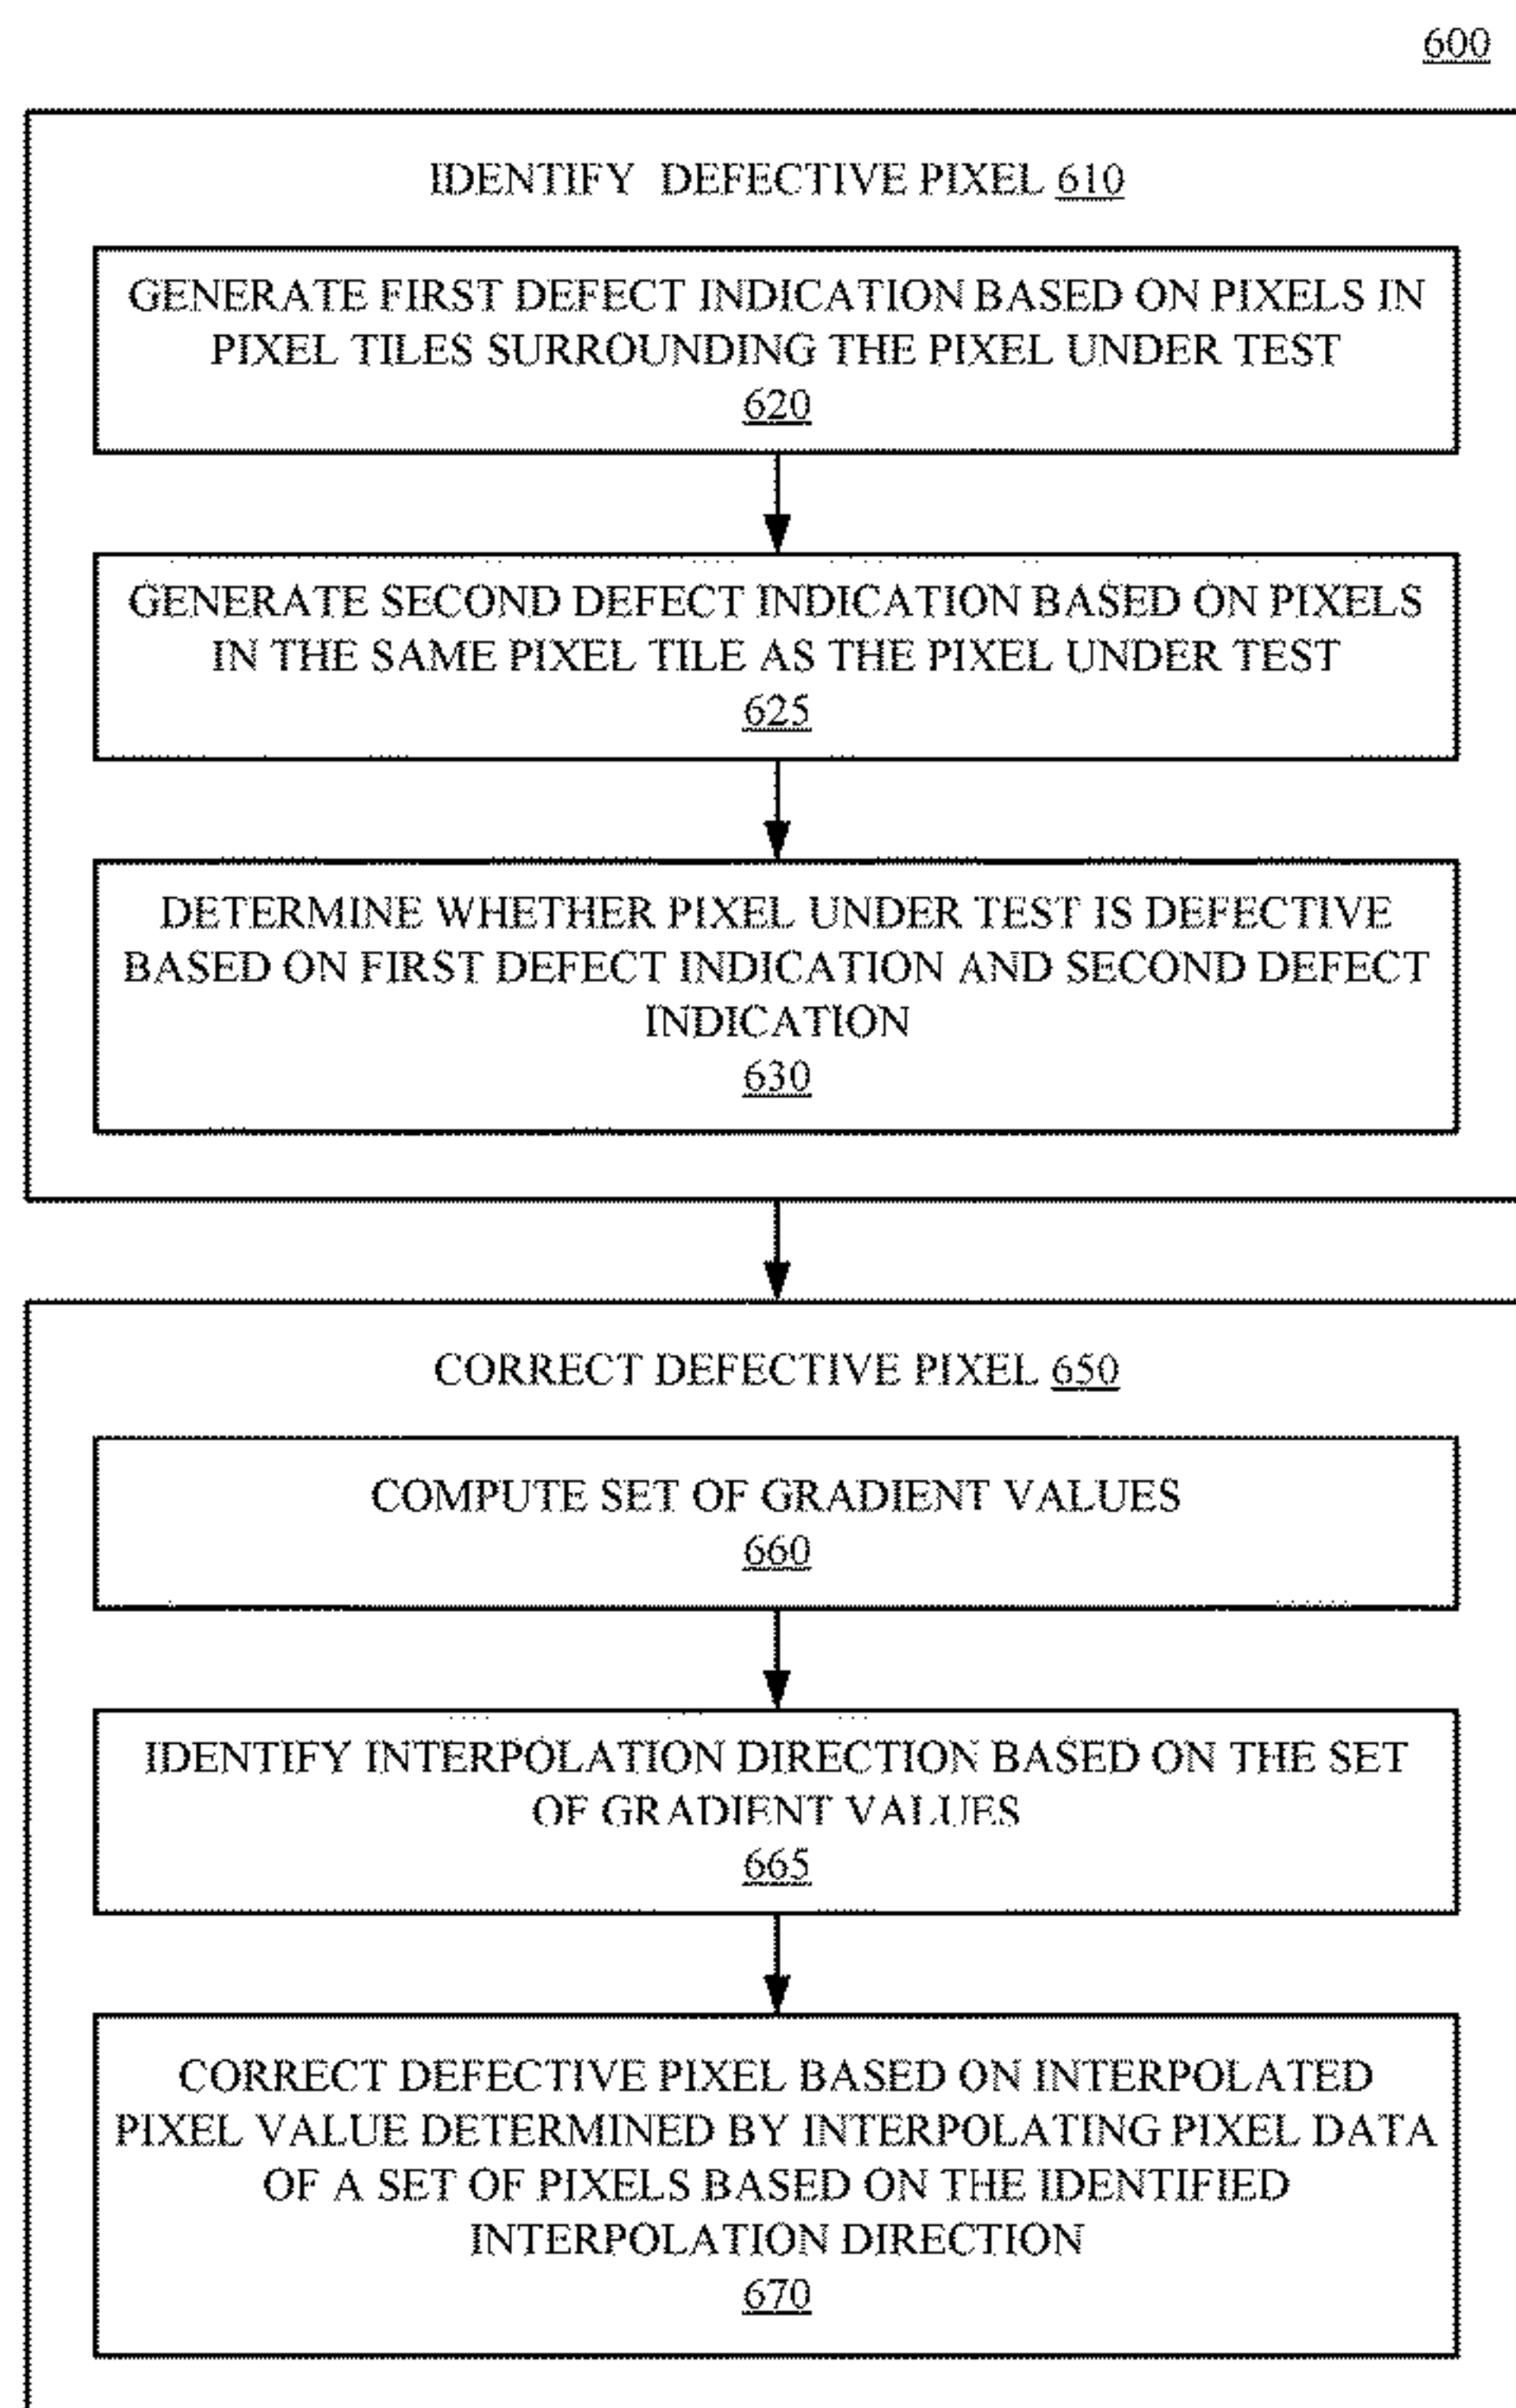 600
IDENTIFY DEFECTIVE PIXEL 610
GENERATE FIRST DEFECT INDICATION BASED ON PIXELS IN
PIXEL TILES SURROUNDING THE PIXEL UNDER TEST
620
GENERATE SECOND DEFECT INDICATION BASED ON PIXELS
IN THE SAME PIXEL TILE AS THE PIXEL UNDER TEST
625
DETERMINE WHETHER PIXEL UNDER TEST IS DEFECTIVE
BASED ON FIRST DEFECT INDICATION AND SECOND DEFECT
INDICATION
630
CORRECT DEFECTIVE PIXEL 650
COMPUTE SET OF GRADIENT VALUES
660
IDENTIFY INTERPOLATION DIRECTION BASED ON THE SET
OF GRADIENT VALUES
665
CORRECT DEFECTIVE PIXEL BASED ON INTERPOLATED
PIXEL VALUE DETERMINED BY INTERPOLATING PIXEL DATA
OF A SET OF PIXELS BASED ON THE IDENTIFIED
INTERPOLATION DIRECTION
670